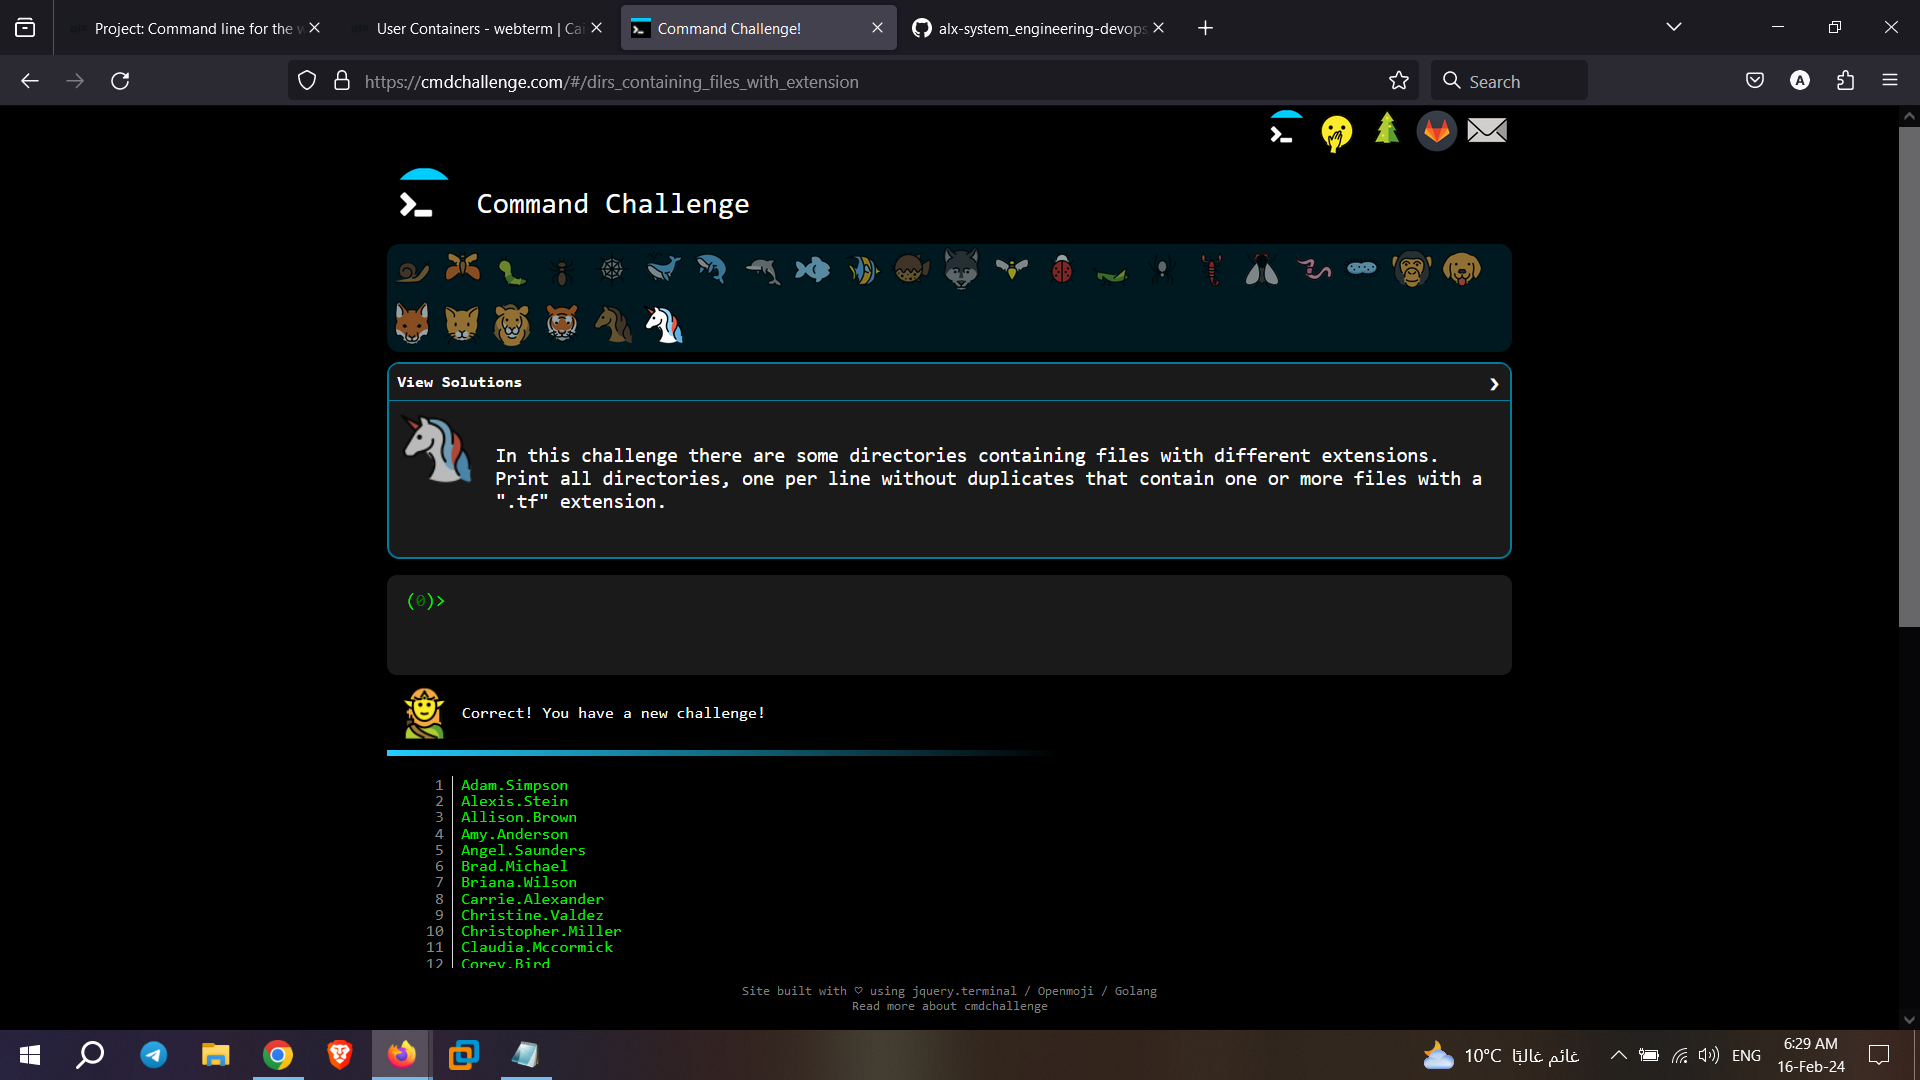 Project: Command line for the w
User Containers - webterm | Cai
Command Challenge!
alx-system_engineering-devops
https://cmdchallenge.com/#/dirs_containing_files_with_extension
Search
Command Challenge
View Solutions
In this challenge there are some directories containing files with different extensions.
Print all directories, one per line without duplicates that contain one or more files with a
".tf" extension.
(0)>
Correct! You have a new challenge!
1 Adam.Simpson
2 Alexis.Stein
3 Allison.Brown
4 Amy.Anderson
5 Angel.Saunders
6 Brad.Michael
7 Briana.Wilson
8 Carrie.Alexander
9 Christine.Valdez
10 Christopher.Miller
11 Claudia.Mccormick
12 Corey.Bird
Site built with ♡ using jquery.terminal / Openmoji / Golang
Read more about cmdchallenge
10°C غائم غالبًا
ENG
6:29 AM
16-Feb-24